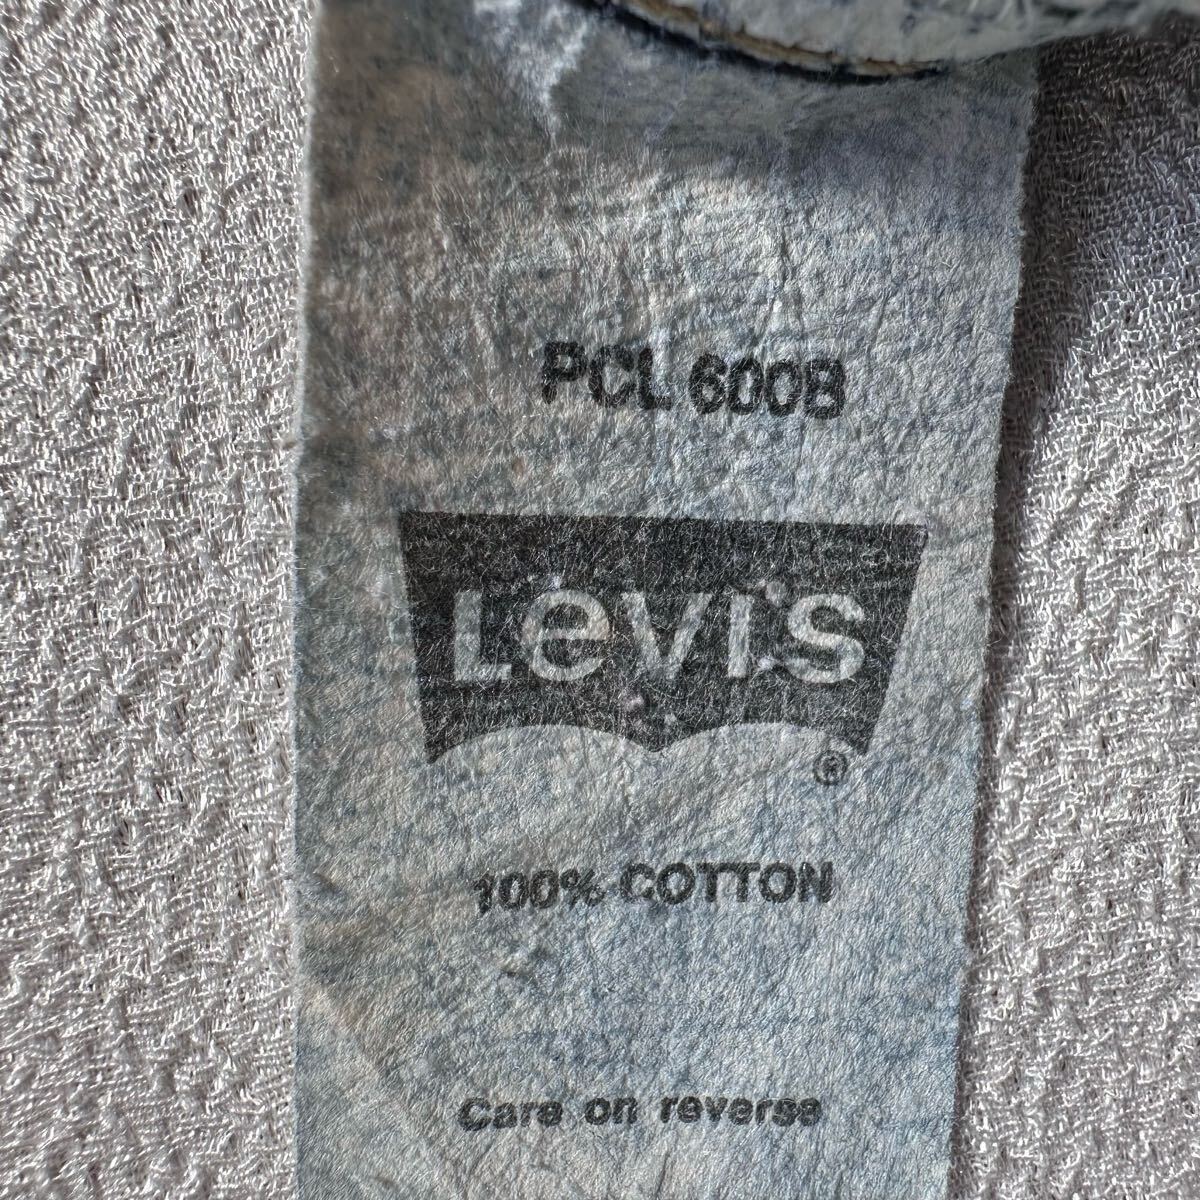 PCL 600B
Levi's
®
100% COTTON
Care on reverse